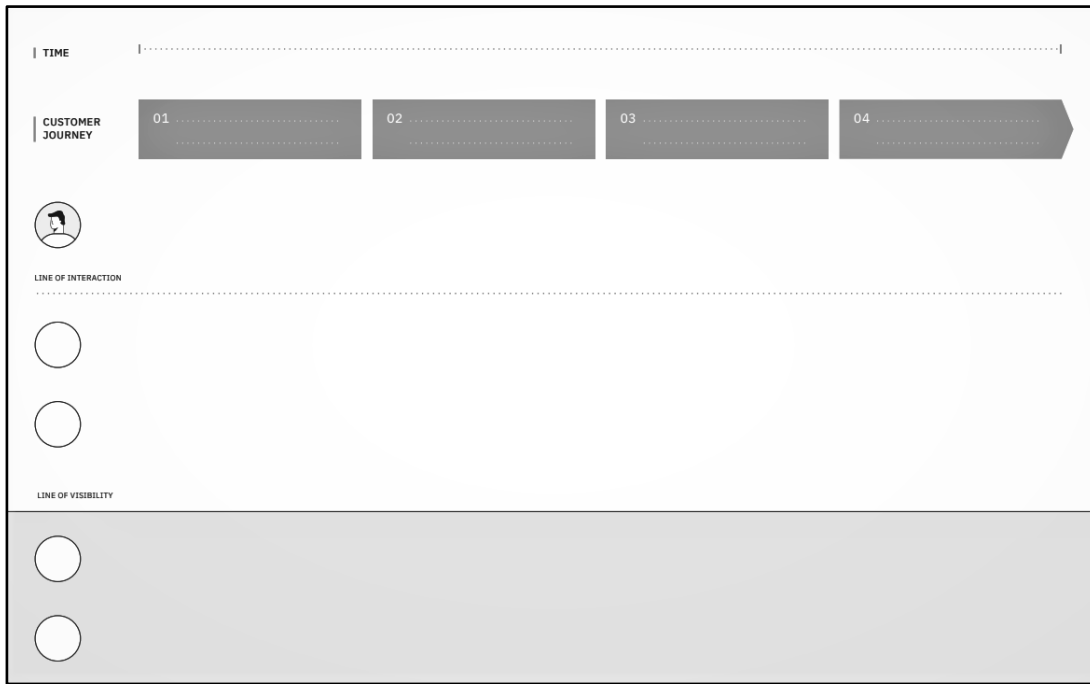 TIME
CUSTOMER
JOURNEY
01
02
03
04
LINE OF INTERACTION
LINE OF VISIBILITY